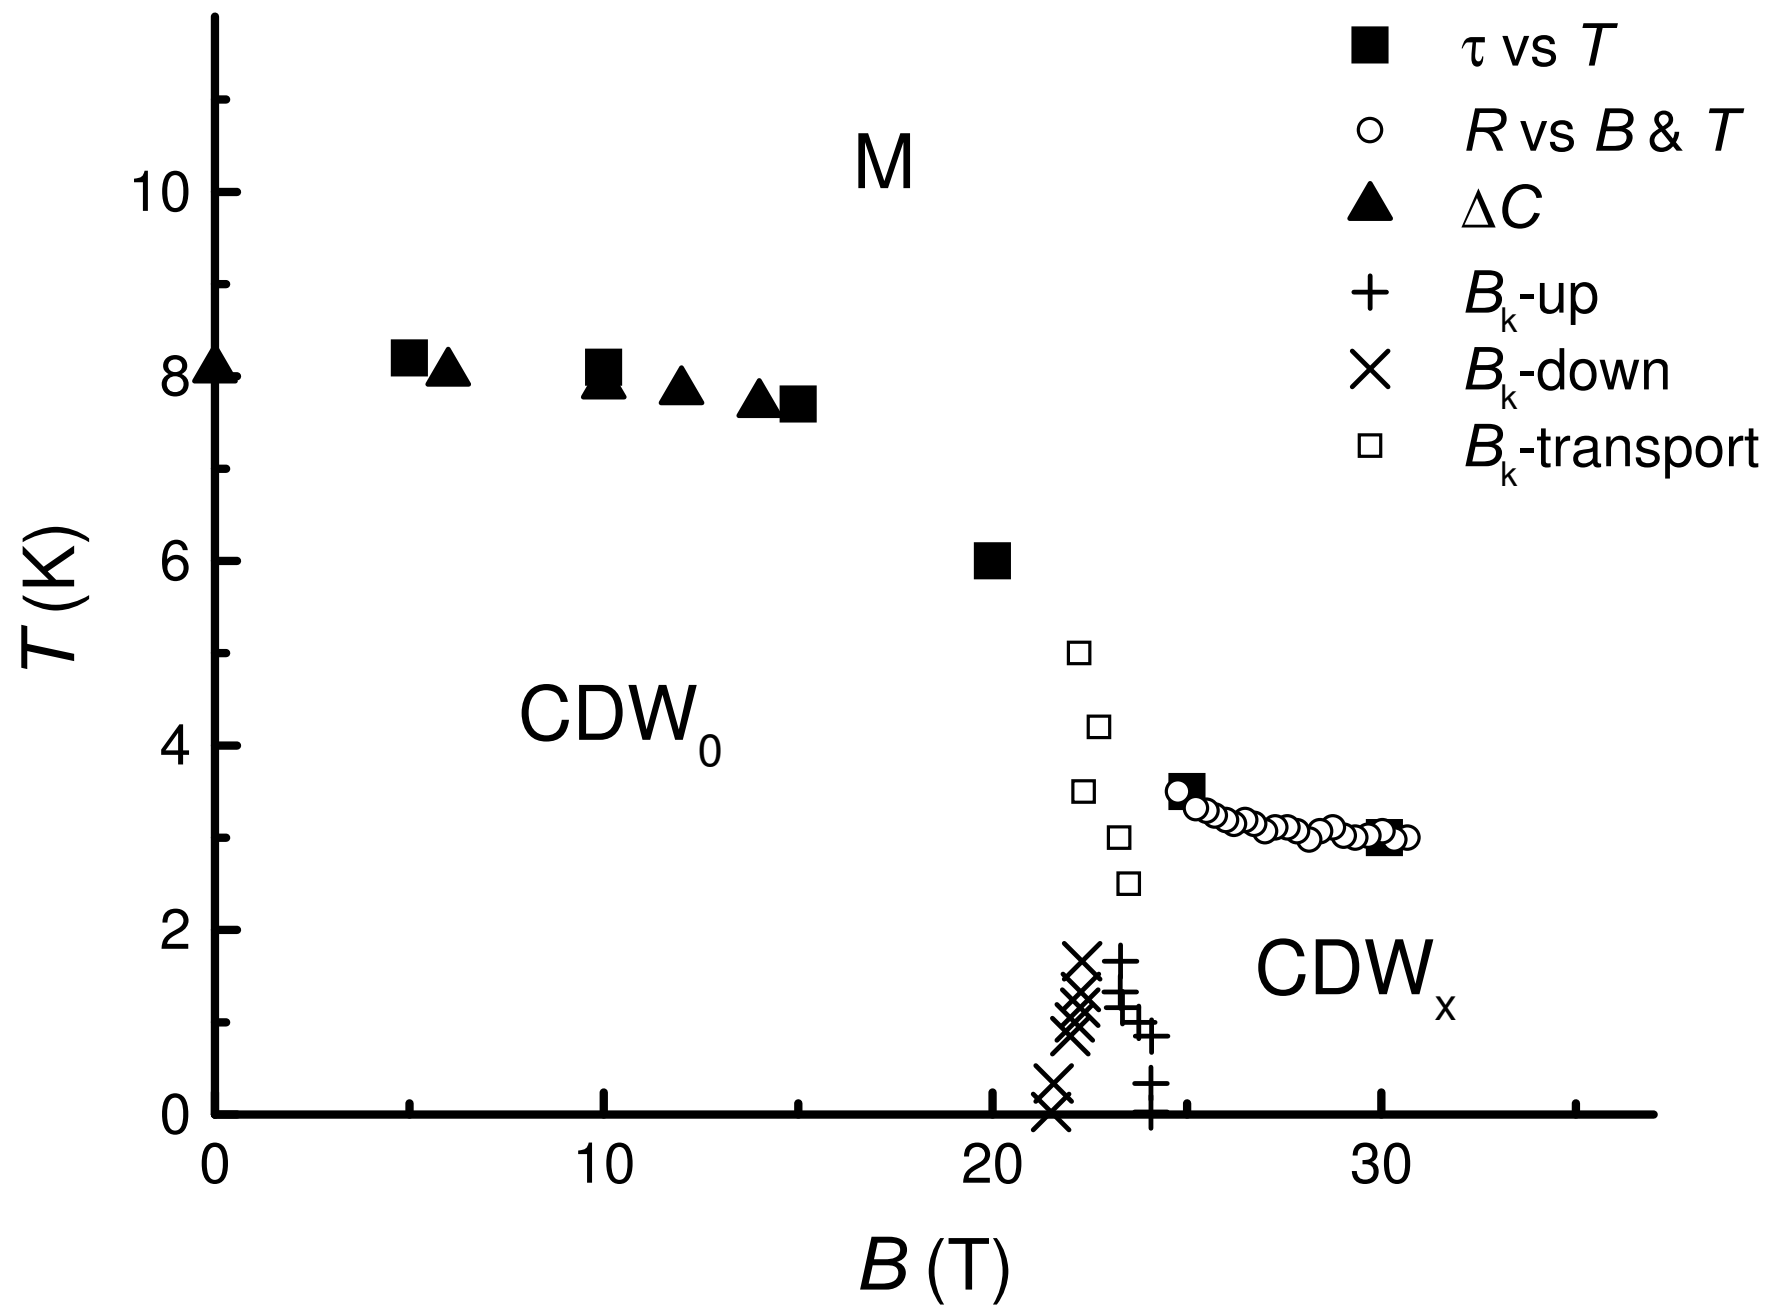 τ vs T
R vs B & T
ΔC
Bk-up
Bk-down
Bk-transport
M
CDW0
CDWx
T (K)
10
8
6
4
2
0
0 10 20 30
B (T)